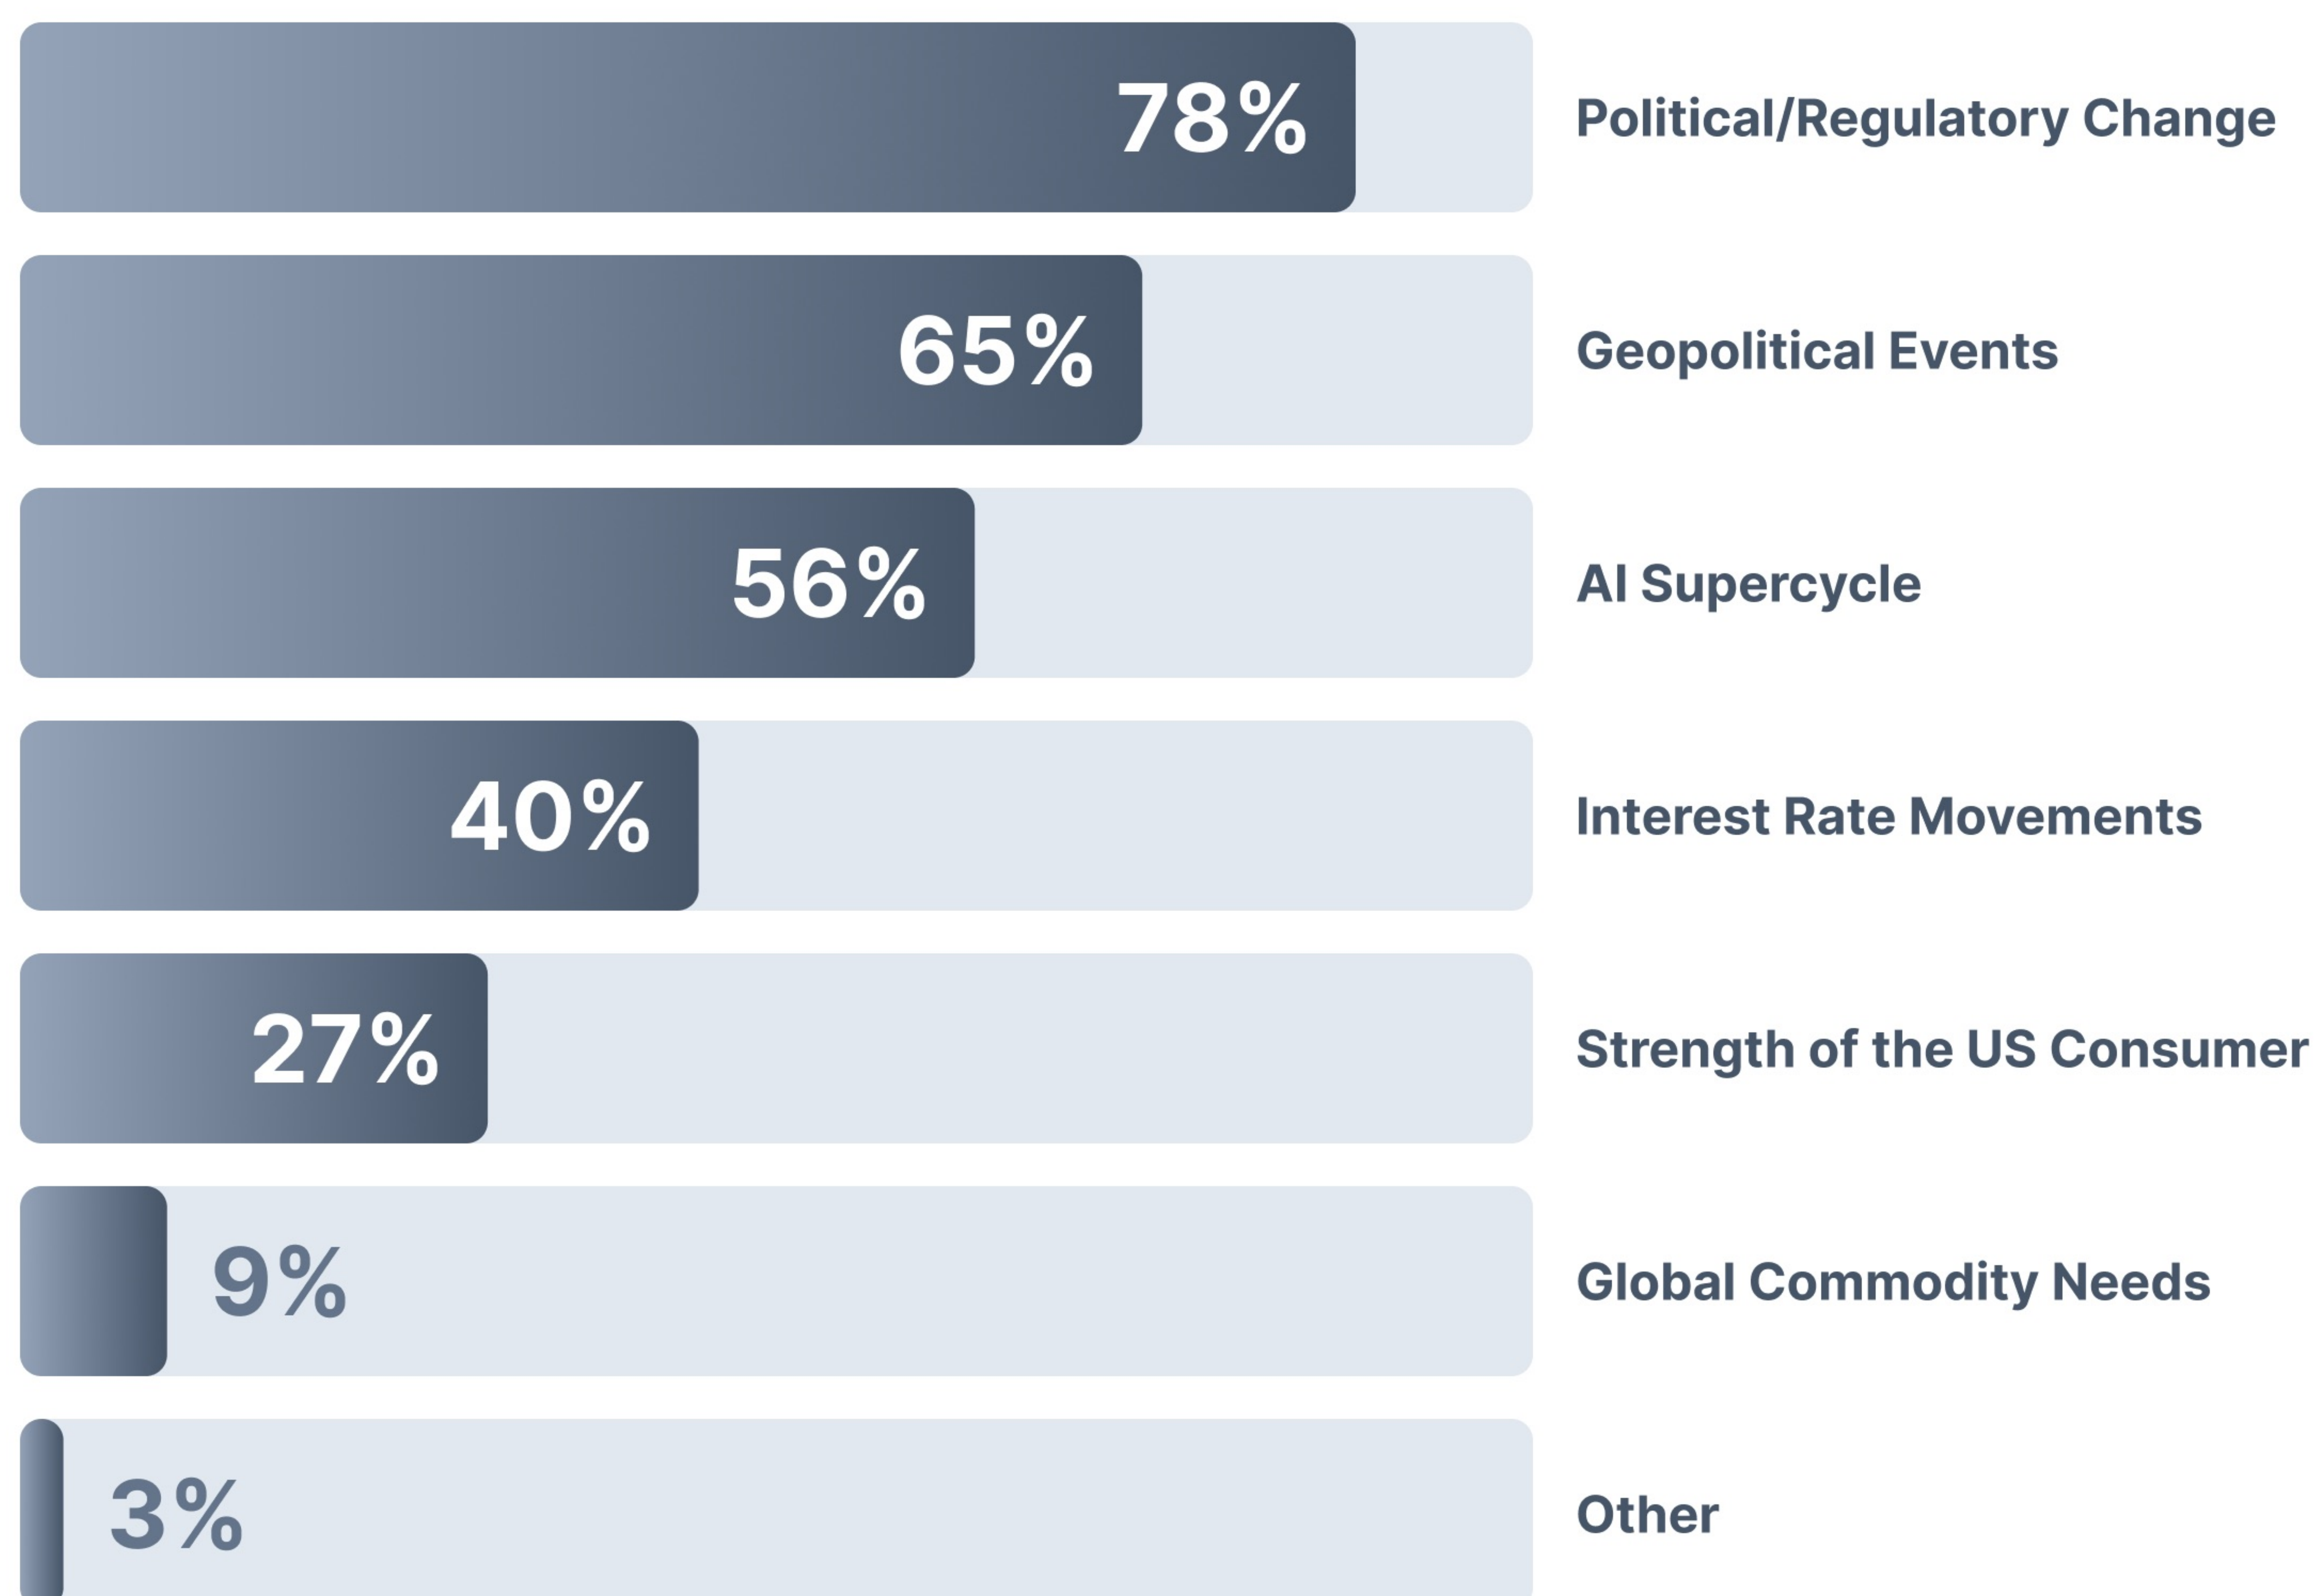 78% Political/Regulatory Change
65% Geopolitical Events
56% AI Supercycle
40% Interest Rate Movements
27% Strength of the US Consumer
9% Global Commodity Needs
3% Other